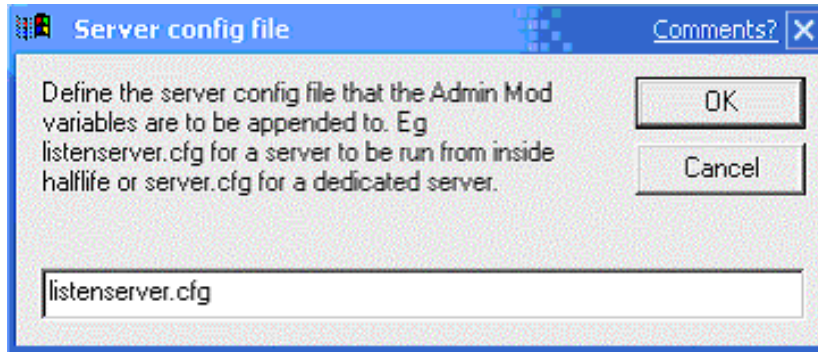 Server config file Comments?
Define the server config file that the Admin Mod
variables are to be appended to. Eg
listenserver.cfg for a server to be run from inside
halflife or server.cfg for a dedicated server.
OK
Cancel
listenserver.cfg